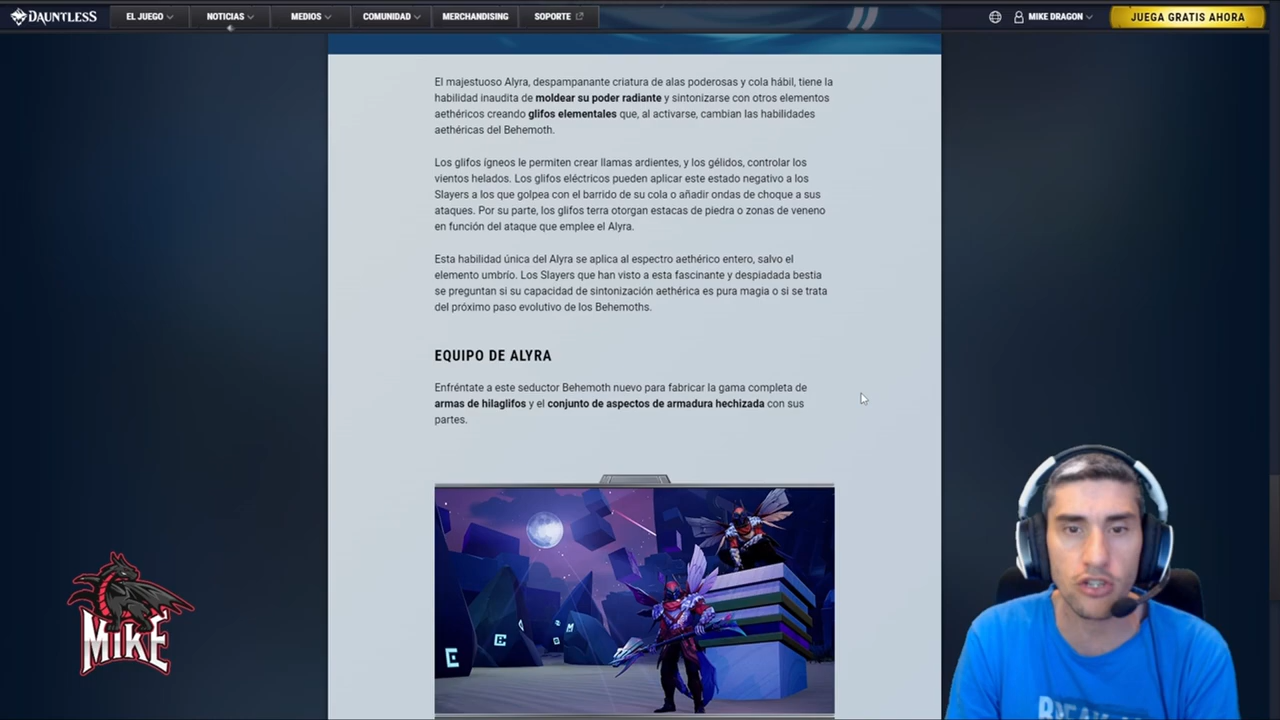 DAUNTLESS EL JUEGO NOTICIAS MEDIOS COMUNIDAD MERCHANDISING SOPORTE MIKE DRAGON JUEGA GRATIS AHORA
El majestuoso Alyra, despampanante criatura de alas poderosas y cola hábil, tiene la
habilidad inaudita de moldear su poder radiante y sintonizarse con otros elementos
aethéricos creando glifos elementales que, al activarse, cambian las habilidades
aethéricas del Behemoth.
Los glifos ígneos le permiten crear llamas ardientes, y los gélidos, controlar los
vientos helados. Los glifos eléctricos pueden aplicar este estado negativo a los
Slayers a los que golpea con el barrido de su cola o añadir ondas de choque a sus
ataques. Por su parte, los glifos terra otorgan estacas de piedra o zonas de veneno
en función del ataque que emplee el Alyra.
Esta habilidad única del Alyra se aplica al espectro aethérico entero, salvo el
elemento umbrío. Los Slayers que han visto a esta fascinante y despiadada bestia
se preguntan si su capacidad de sintonización aethérica es pura magia o si se trata
del próximo paso evolutivo de los Behemoths.
EQUIPO DE ALYRA
Enfréntate a este seductor Behemoth nuevo para fabricar la gama completa de
armas de hilaglifos y el conjunto de aspectos de armadura hechizada con sus
partes.
MIKE